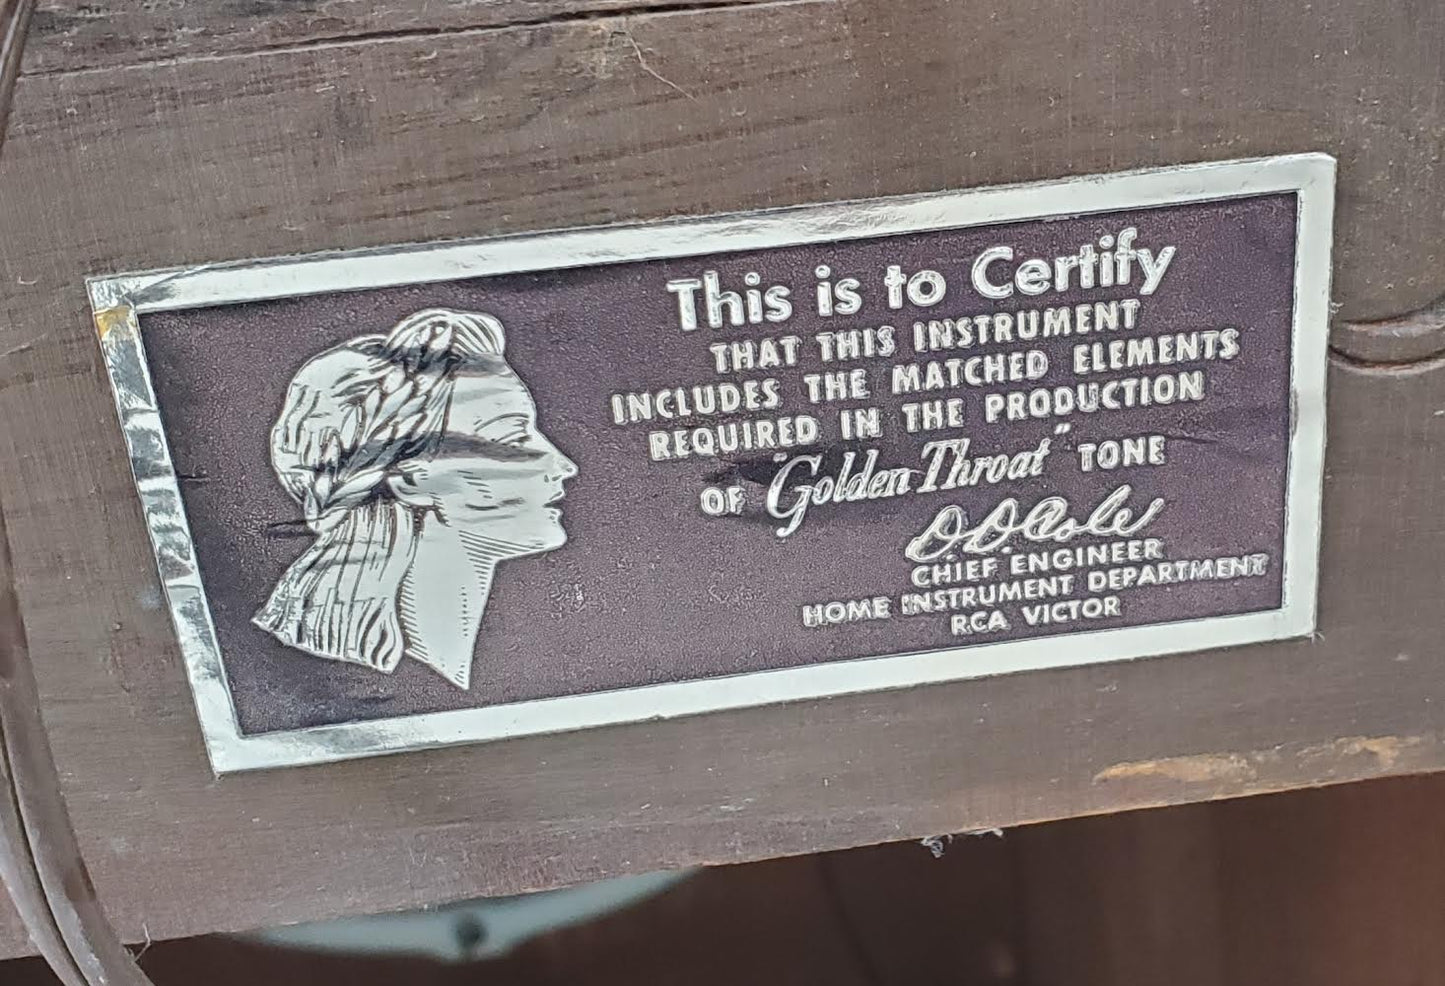 This is to Certify
THAT THIS INSTRUMENT
INCLUDES THE MATCHED ELEMENTS
REQUIRED IN THE PRODUCTION
OF "Golden Throat" TONE
D. D. Cole
CHIEF ENGINEER
HOME INSTRUMENT DEPARTMENT
RCA VICTOR